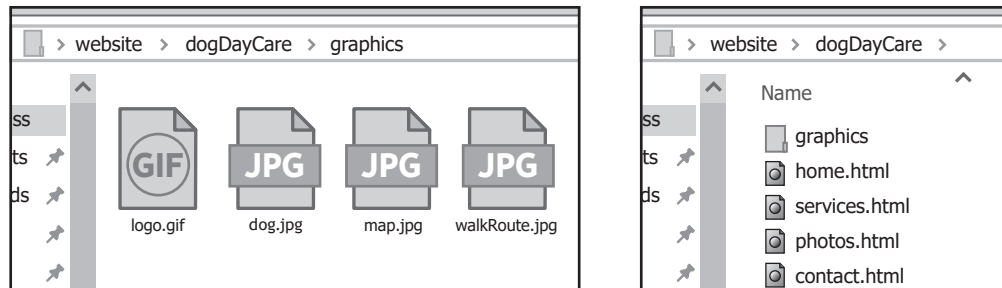 > website > dogDayCare > graphics
ss
ts
ds
GIF JPG JPG JPG
logo.gif dog.jpg map.jpg walkRoute.jpg
> website > dogDayCare >
Name
ss
graphics
ts
home.html
ds
services.html
photos.html
contact.html